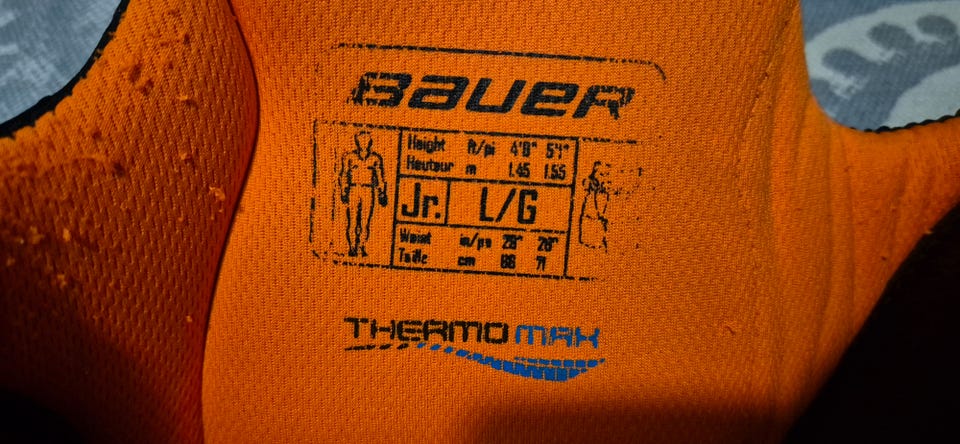 BAUER
Height ft/pi 4'9" 5'1"
Hauteur m 1.45 1.55
Jr. L/G
Waist in/po 26" 28"
Taille cm 66 71
THERMO MAX